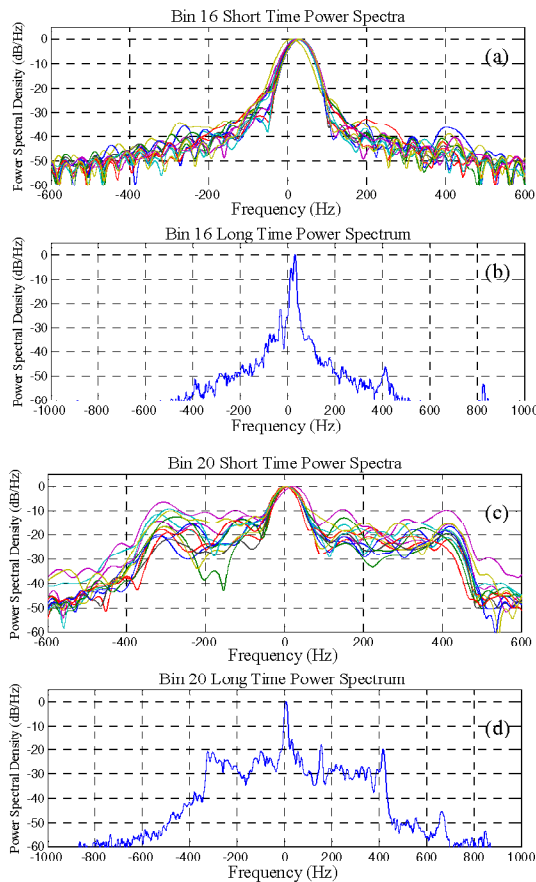 Bin 16 Short Time Power Spectra
Power Spectral Density (dB/Hz)
0
-10
-20
-30
-40
-50
-60
(a)
-600 -400 -200 0 200 400 600
Frequency (Hz)
Bin 16 Long Time Power Spectrum
Power Spectral Density (dB/Hz)
0
-10
-20
-30
-40
-50
-60
(b)
-1000 -800 -600 -400 -200 0 200 400 600 800 1000
Frequency (Hz)
Bin 20 Short Time Power Spectra
Power Spectral Density (dB/Hz)
0
-10
-20
-30
-40
-50
-60
(c)
-600 -400 -200 0 200 400 600
Frequency (Hz)
Bin 20 Long Time Power Spectrum
Power Spectral Density (dB/Hz)
0
-10
-20
-30
-40
-50
-60
(d)
-1000 -800 -600 -400 -200 0 200 400 600 800 1000
Frequency (Hz)